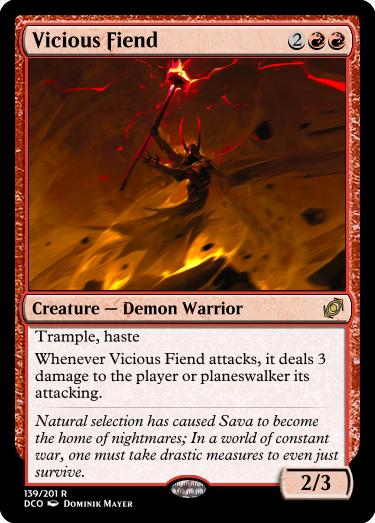 Vicious Fiend 2
Creature — Demon Warrior
Trample, haste
Whenever Vicious Fiend attacks, it deals 3
damage to the player or planeswalker its
attacking.
Natural selection has caused Sava to become
the home of nightmares; In a world of constant
war, one must take drastic measures to even just
survive.
2/3
139/201 R
DCO Dominik Mayer